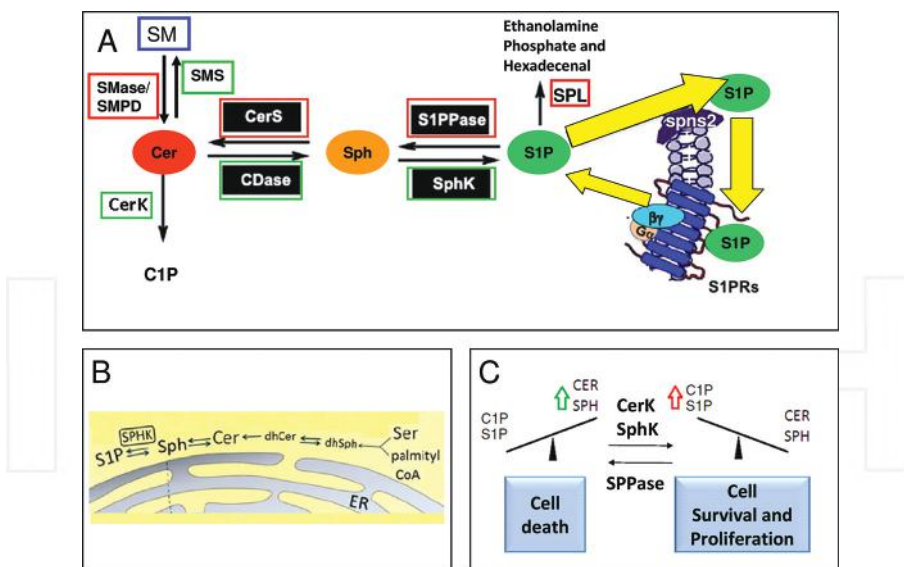 A
SM
SMase/
SMPD
SMS
Cer
CerK
C1P
CerS
CDase
Sph
S1PPase
SphK
Ethanolamine
Phosphate and
Hexadecenal
SPL
S1P
S1P
spns2
βγ
Gα
S1P
S1PRs
B
SPHK
S1P
Sph
Cer
dhCer
dhSph
Ser
palmityl
CoA
ER
C
C1P
S1P
CER
SPH
CerK
SphK
SPPase
C1P
S1P
CER
SPH
Cell
death
Cell
Survival and
Proliferation